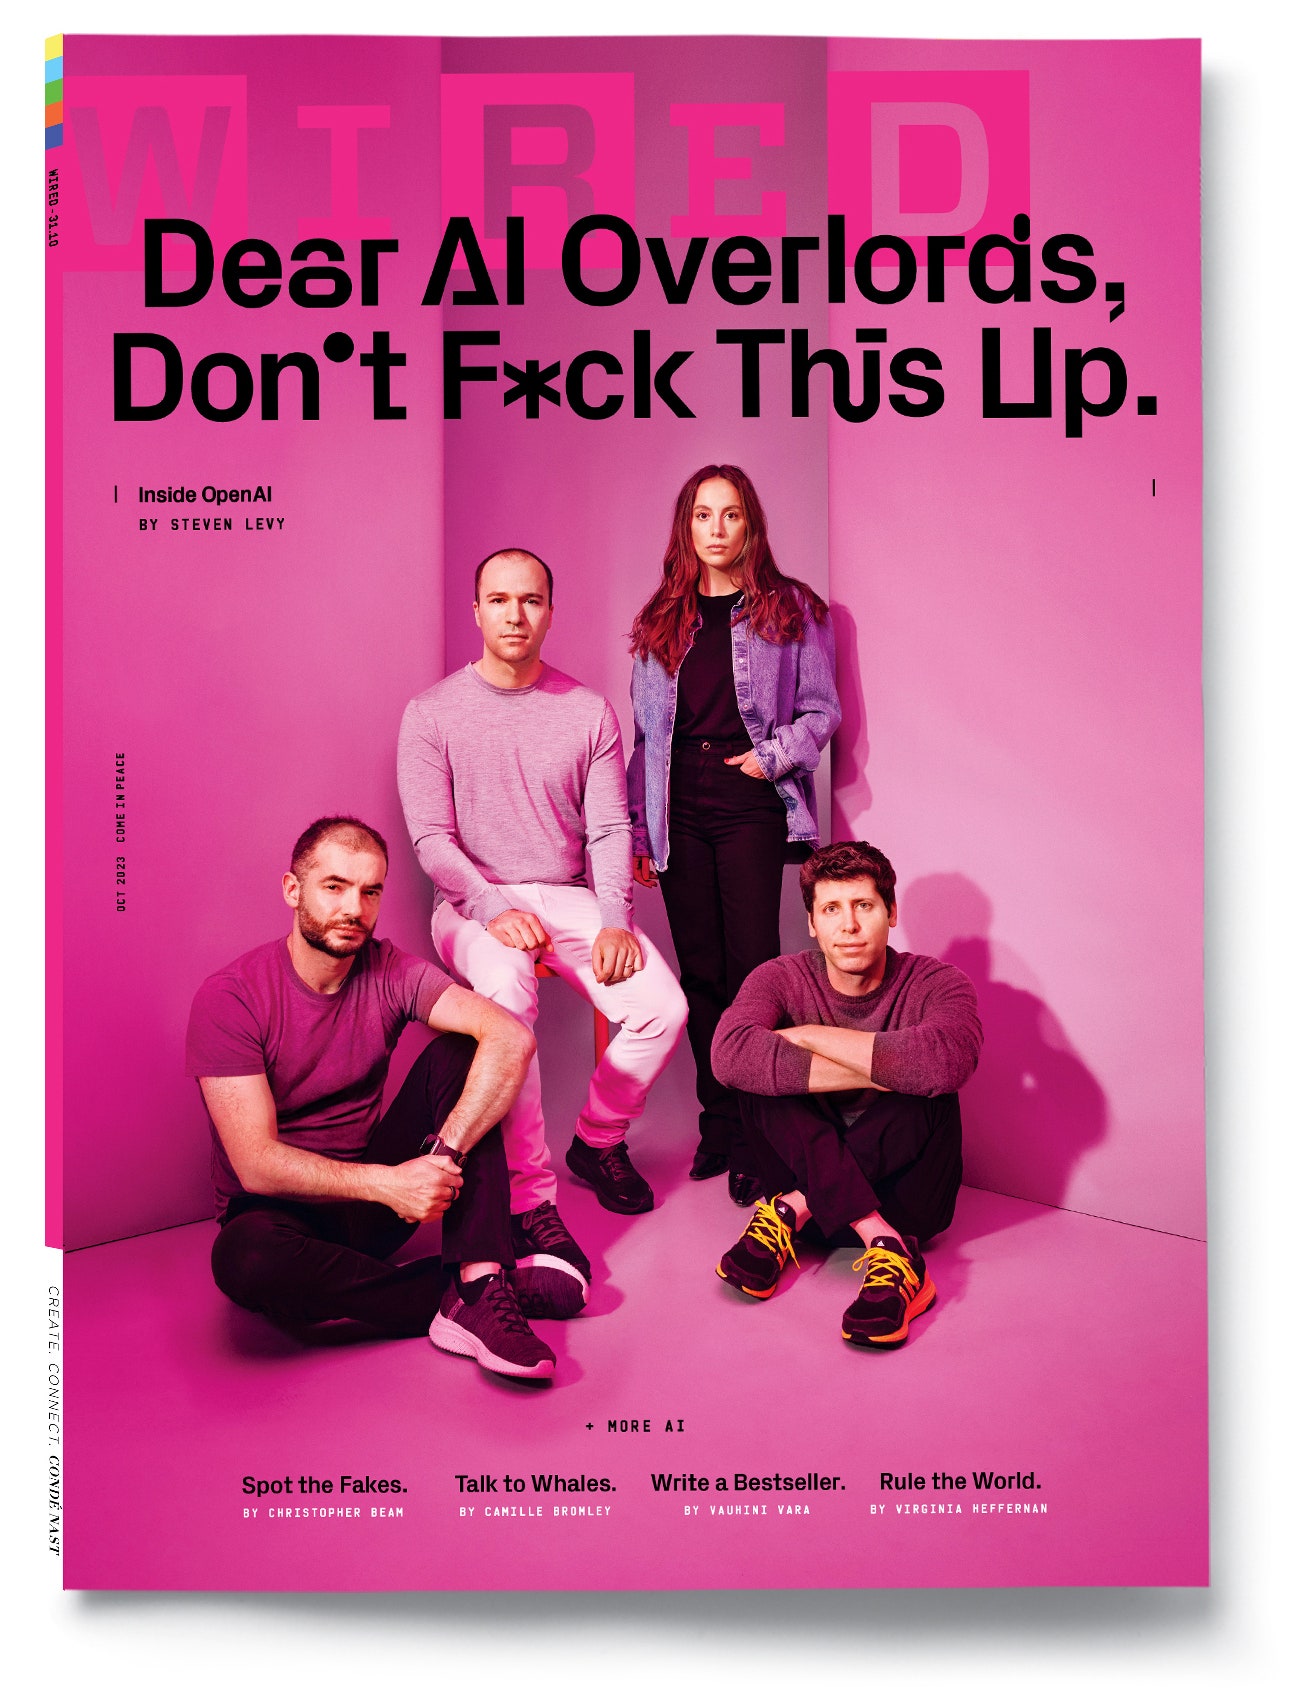 WIRED
Dear AI Overlords,
Don't F*ck This Up.
Inside OpenAI
BY STEVEN LEVY
WIRED-31.10
OCT 2023 COME IN PEACE
CREATE. CONNECT. CONDÉ NAST
+ MORE AI
Spot the Fakes.
BY CHRISTOPHER BEAM
Talk to Whales.
BY CAMILLE BROMLEY
Write a Bestseller.
BY VAUHINI VARA
Rule the World.
BY VIRGINIA HEFFERNAN